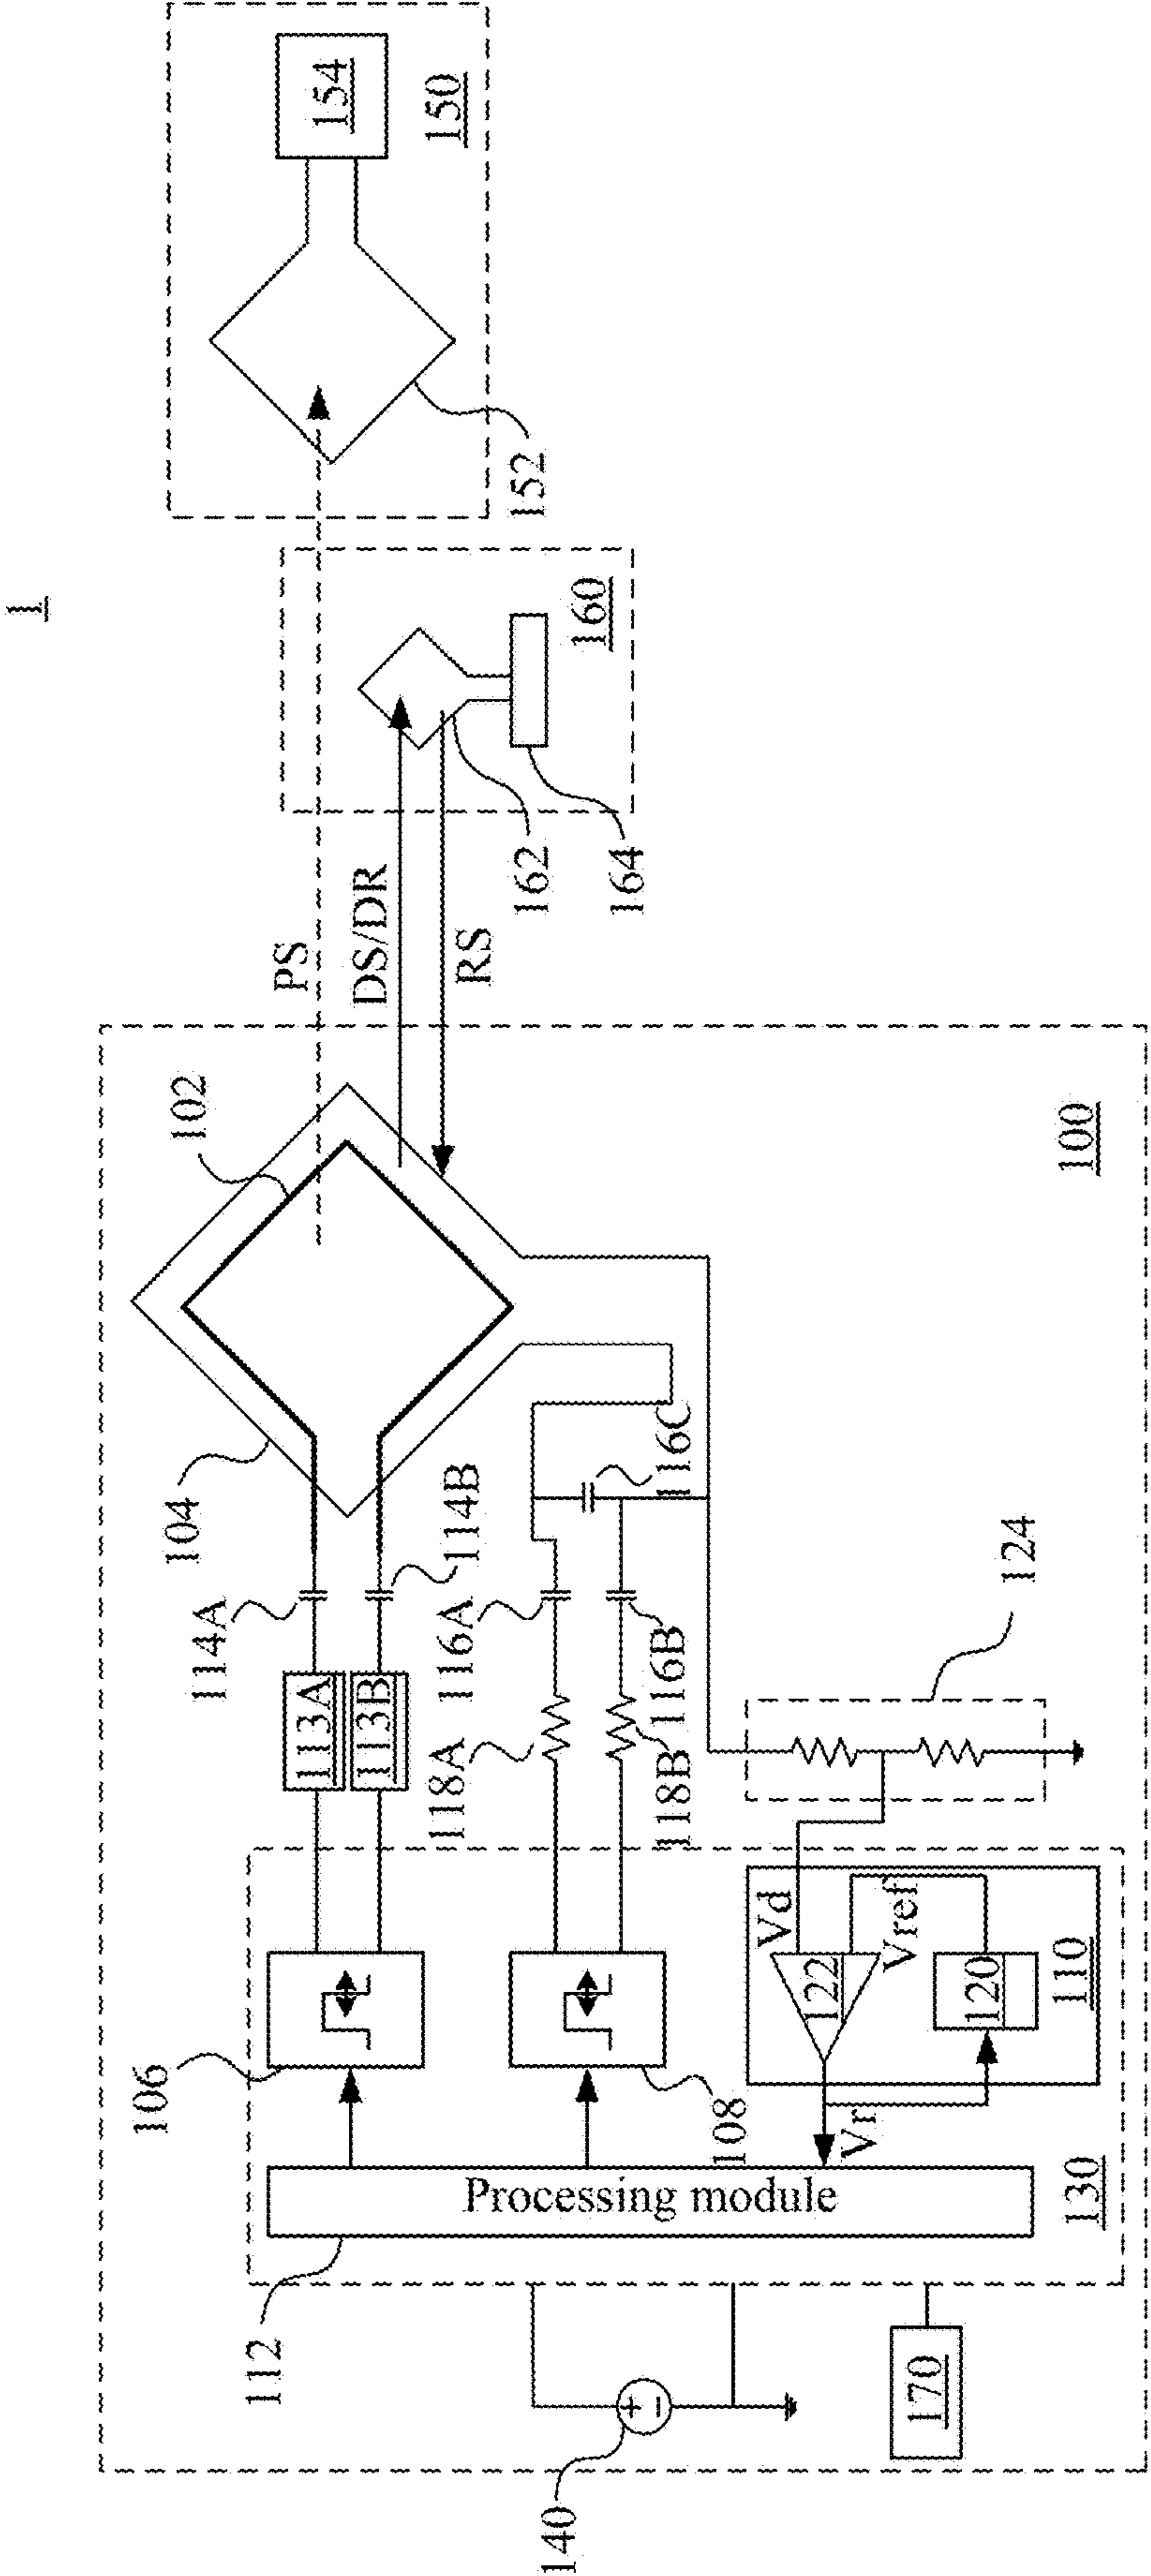 1
154
150
152
160
162
164
PS
DS/DR
RS
102
100
104
114A
114B
116A
116B
116C
113A
113B
118A
118B
124
106
108
Vd
Vref
122
120
110
Vr
Processing module
130
112
140
170